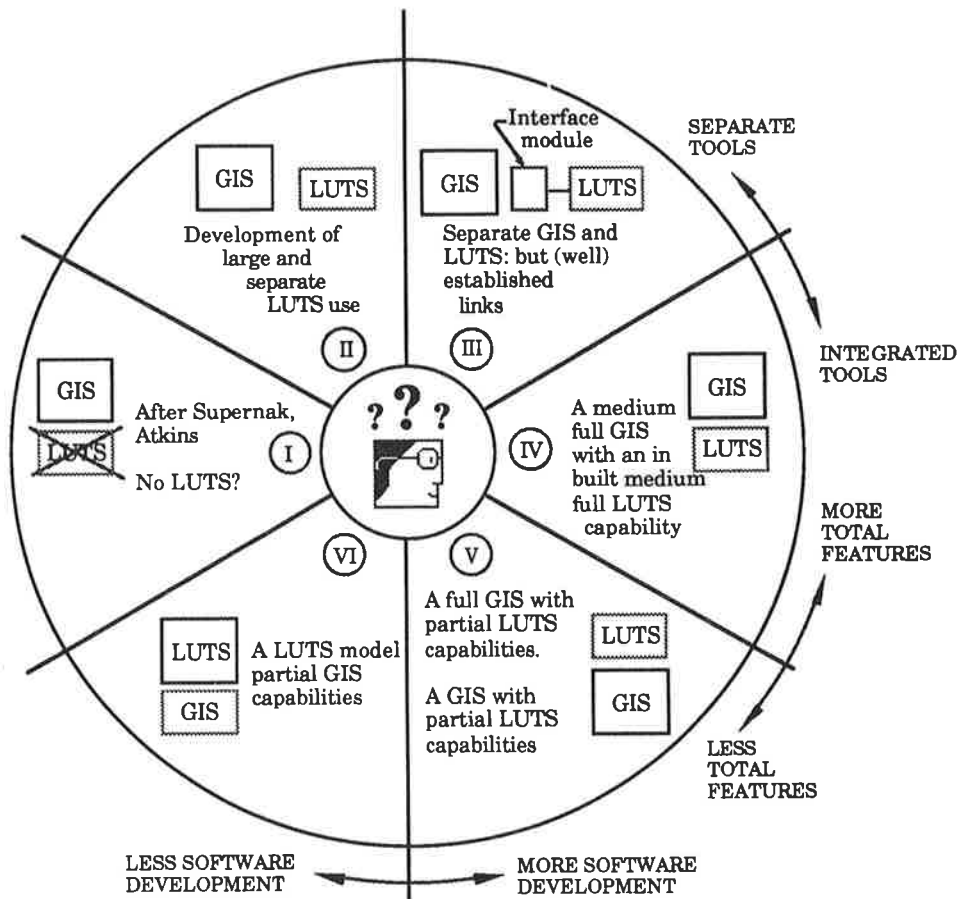 Interface
module
SEPARATE
TOOLS
GIS
LUTS
GIS
LUTS
Development of
large and
separate
LUTS use
Separate GIS and
LUTS: but (well)
established
links
II
III
? ? ?
INTEGRATED
TOOLS
GIS
LUTS
After Supernak,
Atkins
No LUTS?
I
IV
A medium
full GIS
with an in
built medium
full LUTS
capability
GIS
LUTS
MORE
TOTAL
FEATURES
VI
V
LUTS
GIS
A LUTS model
partial GIS
capabilities
A full GIS with
partial LUTS
capabilities.
A GIS with
partial LUTS
capabilities
LUTS
GIS
LESS
TOTAL
FEATURES
LESS SOFTWARE
DEVELOPMENT
MORE SOFTWARE
DEVELOPMENT